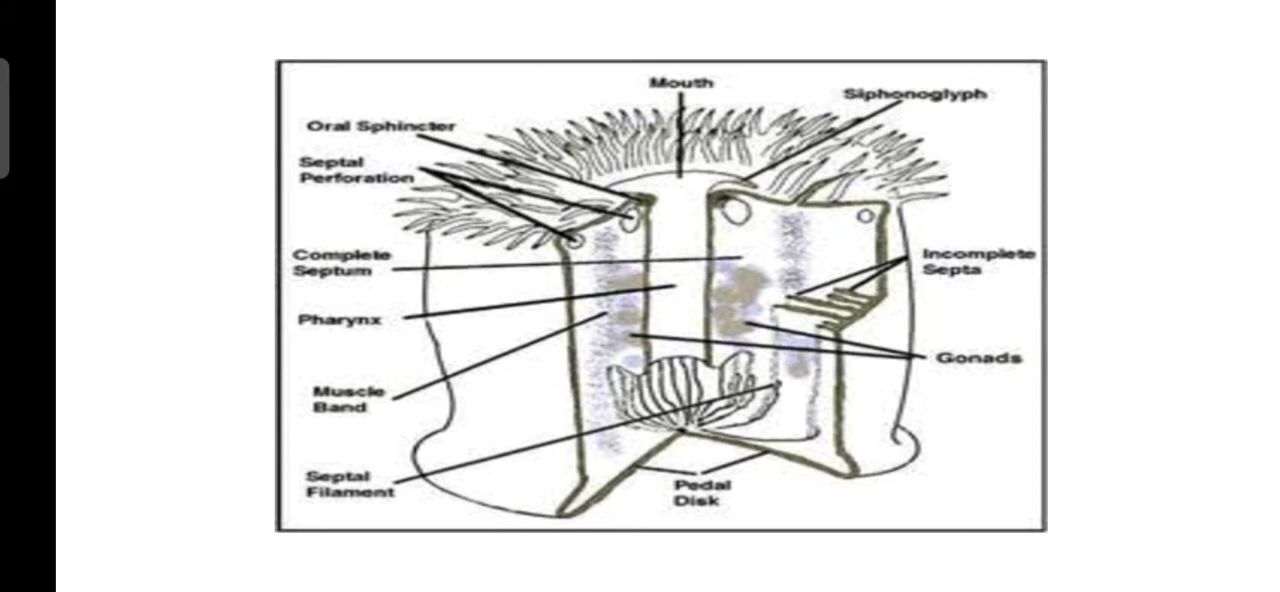 Mouth
Siphonoglyph
Oral Sphincter
Septal
Perforation
Complete
Septum
Incomplete
Septa
Pharynx
Gonads
Muscle
Band
Septal
Filament
Pedal
Disk